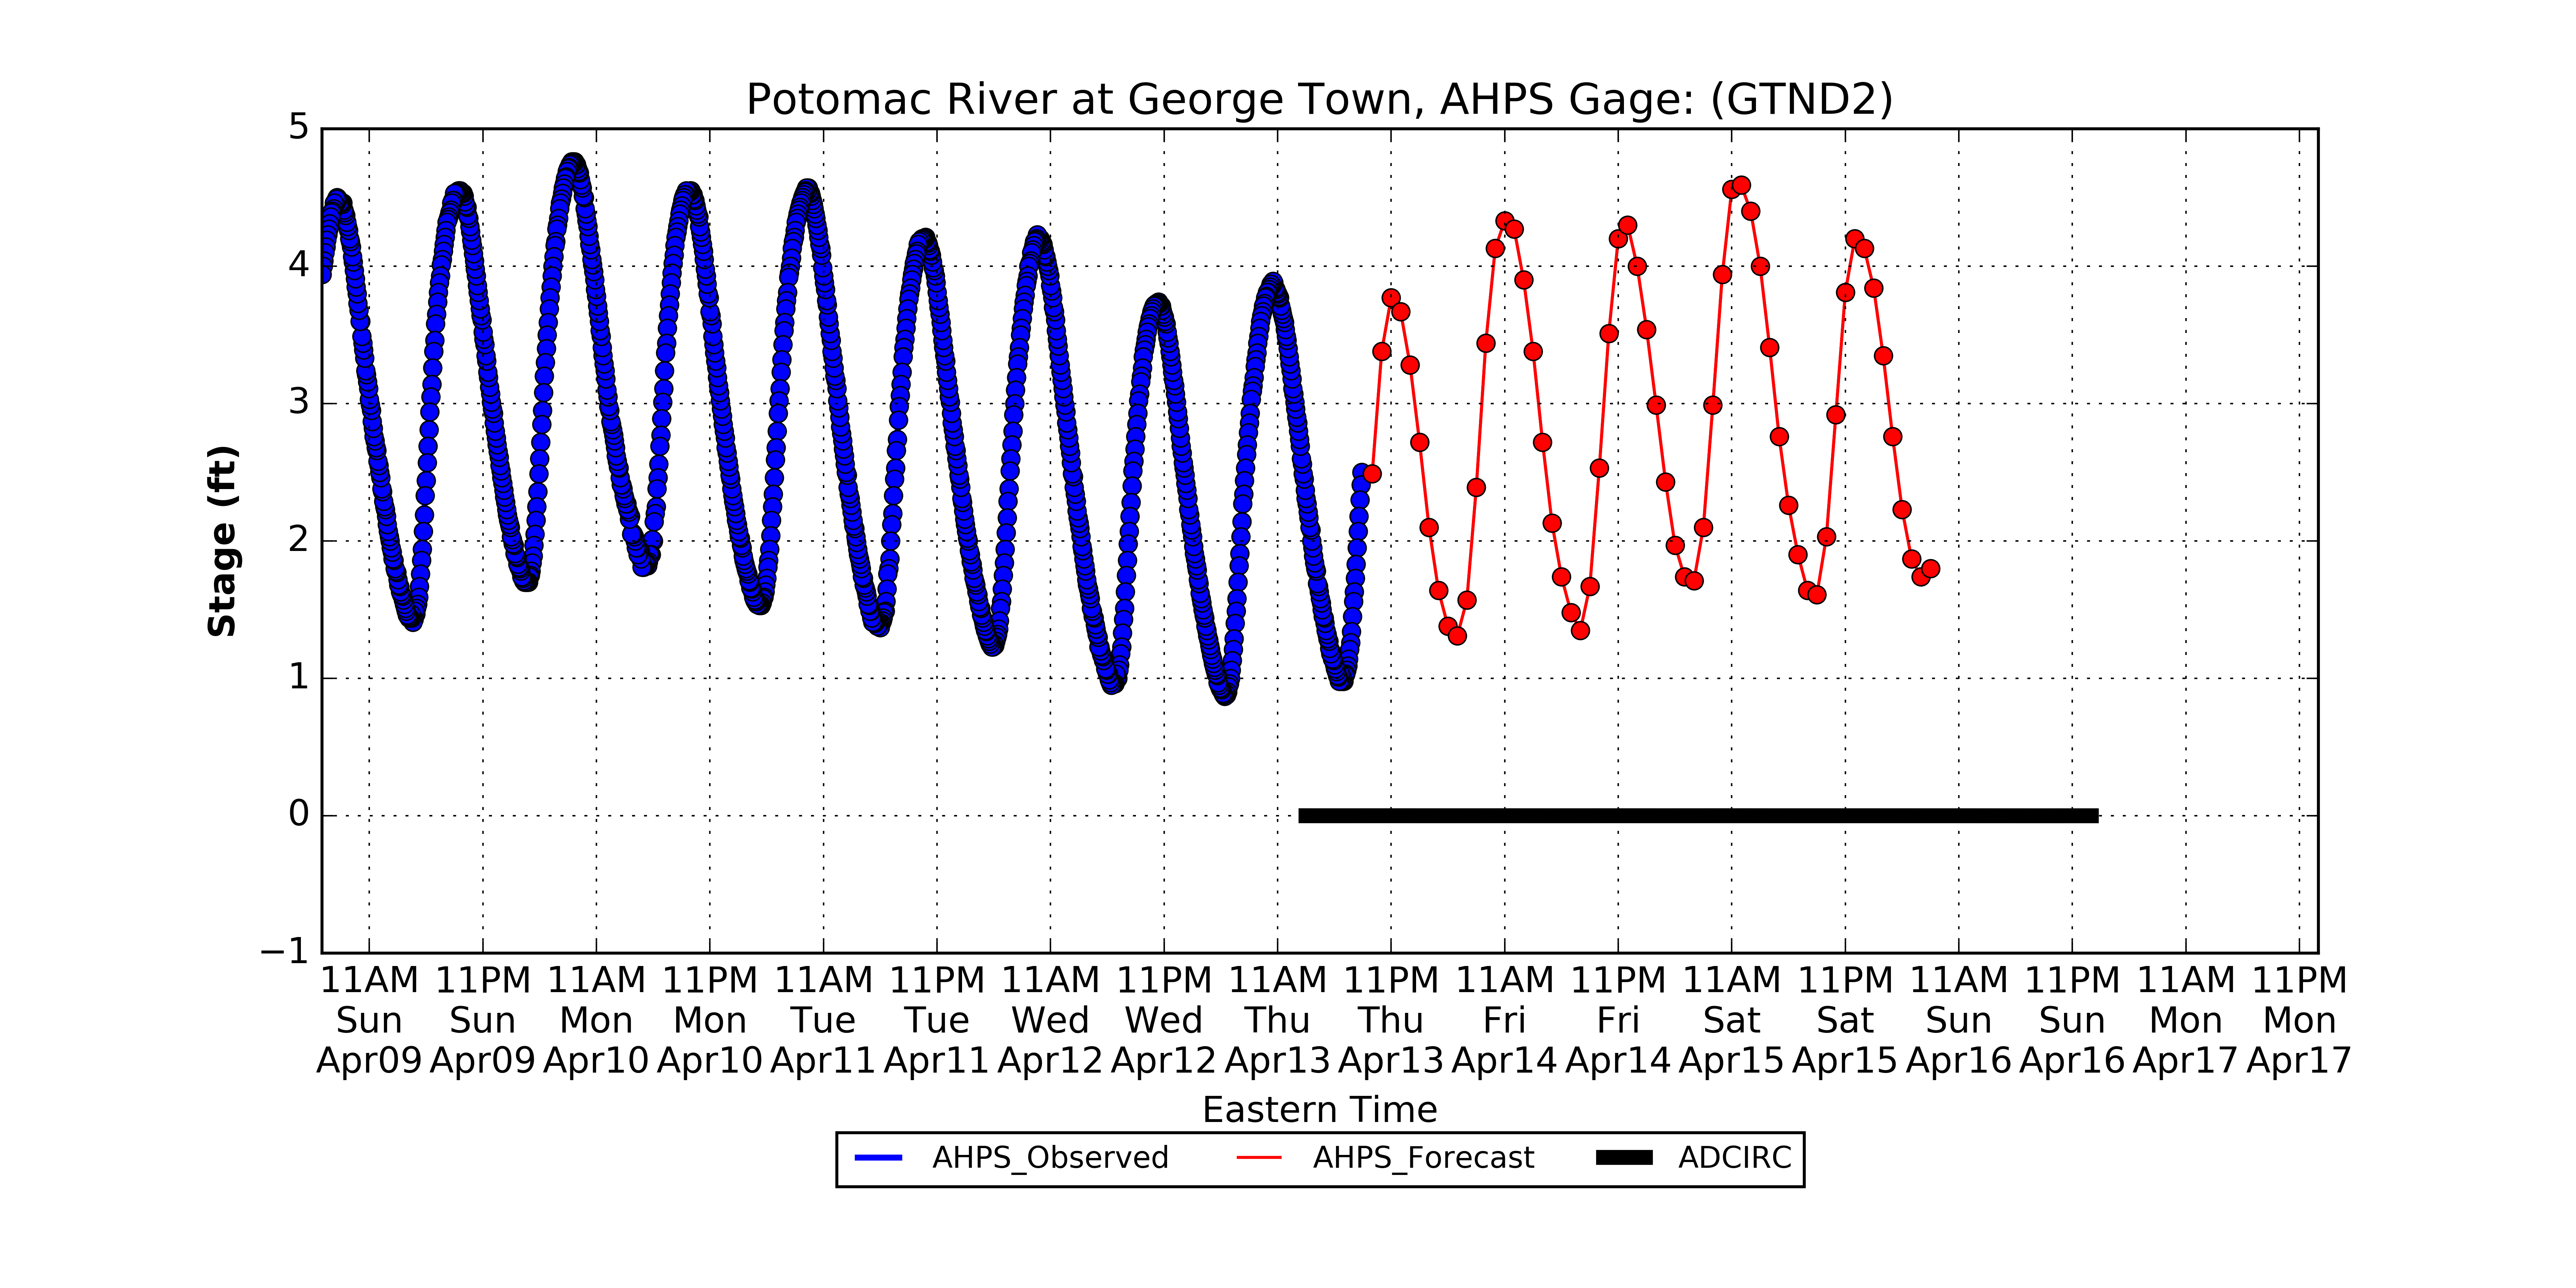 Potomac River at George Town, AHPS Gage: (GTND2)
5
4
3
2
1
0
−1
Stage (ft)
11AM 11PM 11AM 11PM 11AM 11PM 11AM 11PM 11AM 11PM 11AM 11PM 11AM 11PM 11AM 11PM 11AM 11PM
Sun Sun Mon Mon Tue Tue Wed Wed Thu Thu Fri Fri Sat Sat Sun Sun Mon Mon
Apr09 Apr09 Apr10 Apr10 Apr11 Apr11 Apr12 Apr12 Apr13 Apr13 Apr14 Apr14 Apr15 Apr15 Apr16 Apr16 Apr17 Apr17
Eastern Time
AHPS_Observed AHPS_Forecast ADCIRC